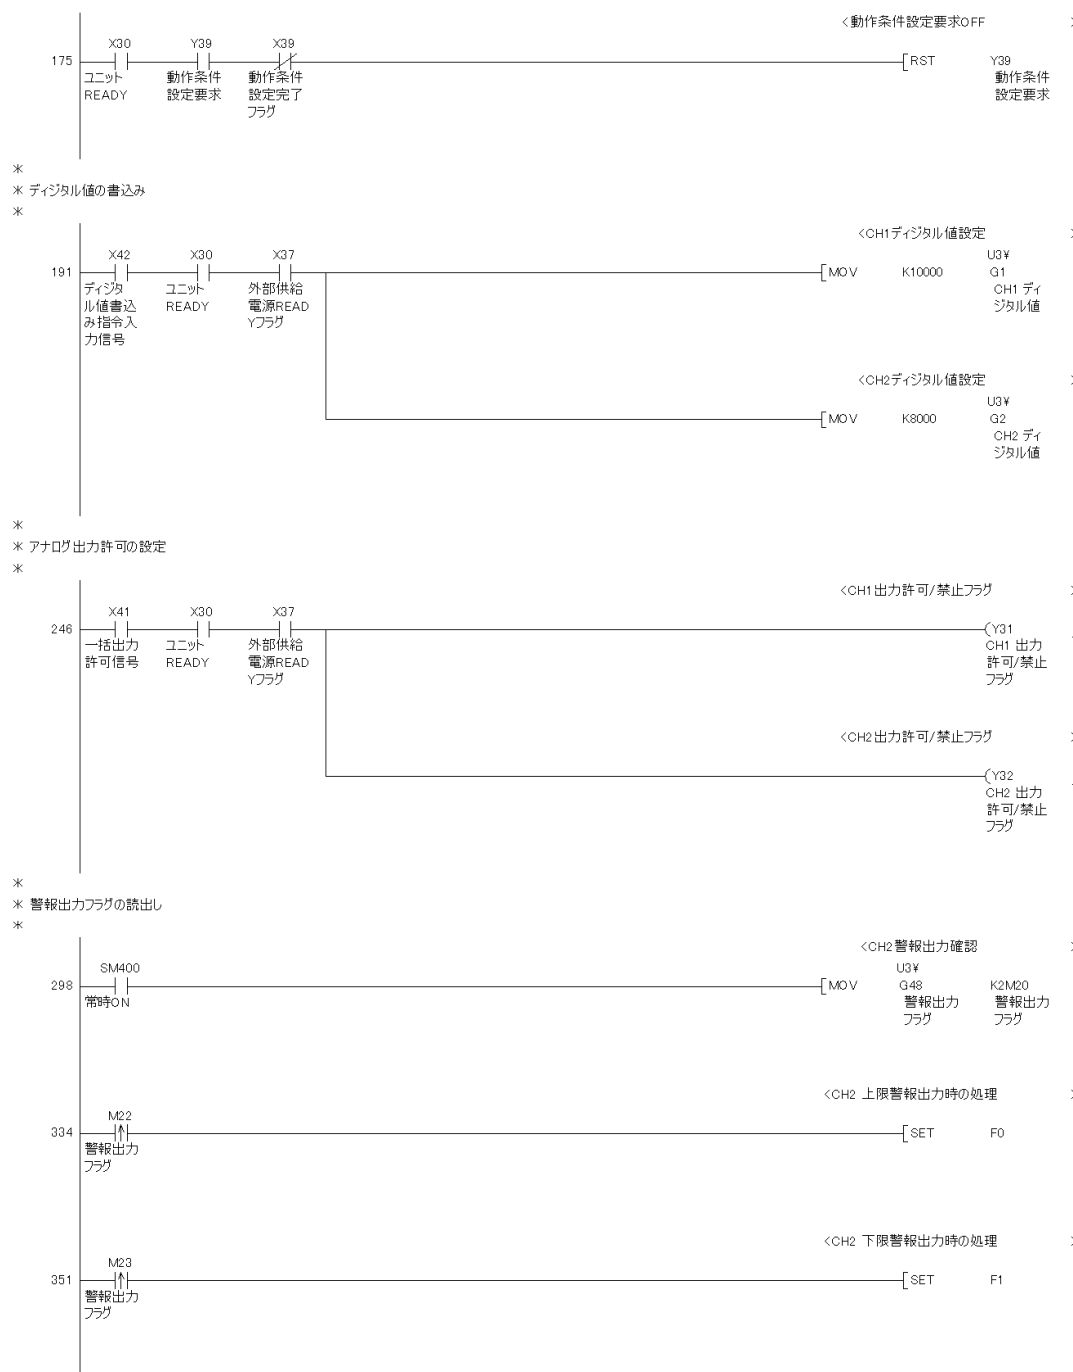 <動作条件設定要求OFF >
X30 Y39 X39
175 [RST Y39
ユニット 動作条件 動作条件 動作条件
READY 設定要求 設定完了 設定要求
フラグ
*
* ディジタル値の書込み
*
<CH1ディジタル値設定 >
X42 X30 X37 U3¥
191 [MOV K10000 G1
ディジタ ユニット 外部供給 CH1 ディ
ル値書込 READY 電源READ ジタル値
み指令入 Yフラグ
力信号
<CH2ディジタル値設定 >
U3¥
[MOV K8000 G2
CH2 ディ
ジタル値
*
* アナログ出力許可の設定
*
<CH1出力許可/禁止フラグ >
X41 X30 X37
246 (Y31
一括出力 ユニット 外部供給 CH1 出力
許可信号 READY 電源READ 許可/禁止
Yフラグ フラグ
<CH2出力許可/禁止フラグ >
(Y32
CH2 出力
許可/禁止
フラグ
*
* 警報出力フラグの読出し
*
<CH2警報出力確認 >
SM400 U3¥
298 [MOV G48 K2M20
常時ON 警報出力 警報出力
フラグ フラグ
<CH2 上限警報出力時の処理 >
M22
334 [SET F0
警報出力
フラグ
<CH2 下限警報出力時の処理 >
M23
351 [SET F1
警報出力
フラグ